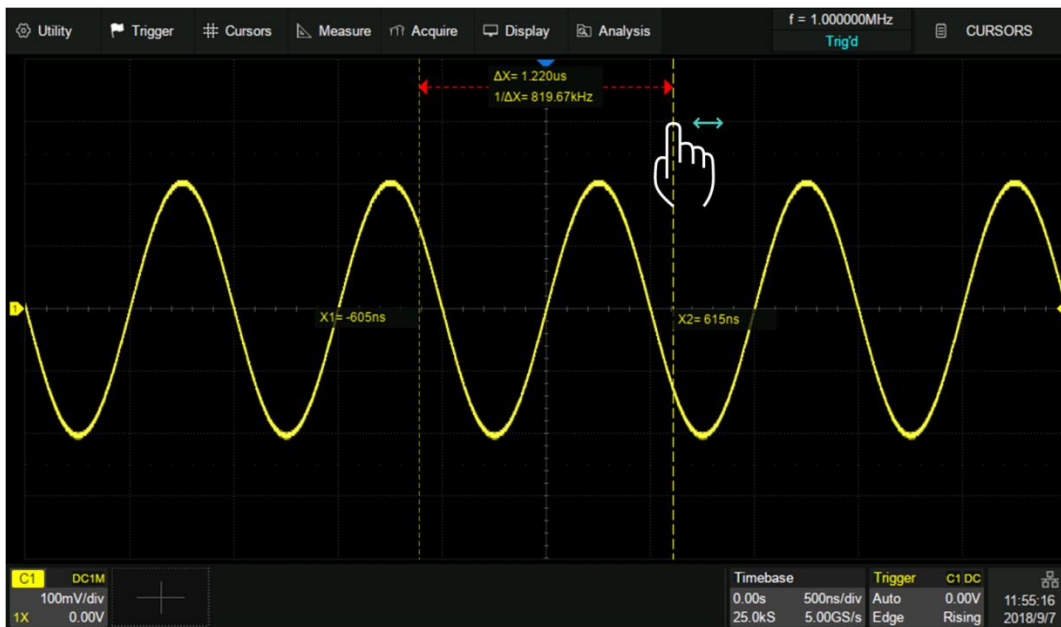 Utility
Trigger
Cursors
Measure
Acquire
Display
Analysis
f = 1.000000MHz
Trig'd
CURSORS
ΔX= 1.220us
1/ΔX= 819.67kHz
1
X1= -605ns
X2= 615ns
C1 DC1M
100mV/div
1X 0.00V
Timebase
0.00s 500ns/div
25.0kS 5.00GS/s
Trigger C1 DC
Auto 0.00V
Edge Rising
11:55:16
2018/9/7